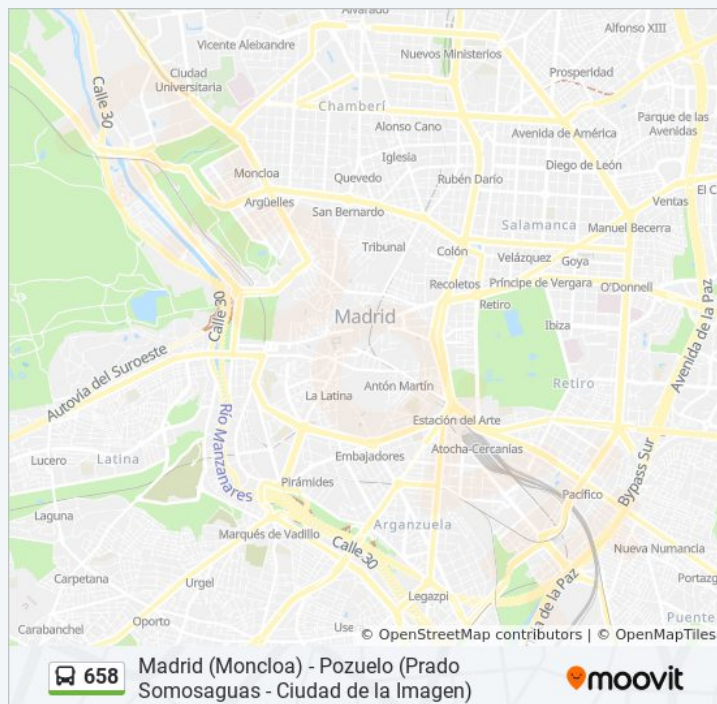 Alvarado
Alfonso XIII
Vicente Aleixandre
Nuevos Ministerios
Ciudad
Universitaria
Prosperidad
Calle 30
Chamberí
Parque de las
Avenidas
Alonso Cano
Avenida de América
Iglesia
Diego de León
Moncloa
Quevedo
Rubén Darío
El C
Argüelles
San Bernardo
Salamanca
Ventas
Manuel Becerra
Tribunal
Colón
Velázquez
Goya
Recoletos
Príncipe de Vergara
O'Donnell
Calle 30
Retiro
Madrid
Ibiza
Avenida de la Paz
Autovía del Suroeste
Antón Martín
Retiro
La Latina
Estación del Arte
Río Manzanares
Lucero
Latina
Embajadores
Atocha-Cercanías
Bypass Sur
Pirámides
Pacífico
Laguna
Arganzuela
Marqués de Vadillo
Calle 30
Nueva Numancia
Carpetana
Urgel
Legazpi
Portazg
a de la Paz
Oporto
Puente
Carabanchel
Use
© OpenStreetMap contributors | © OpenMapTiles
658
Madrid (Moncloa) - Pozuelo (Prado
Somosaguas - Ciudad de la Imagen)
moovit